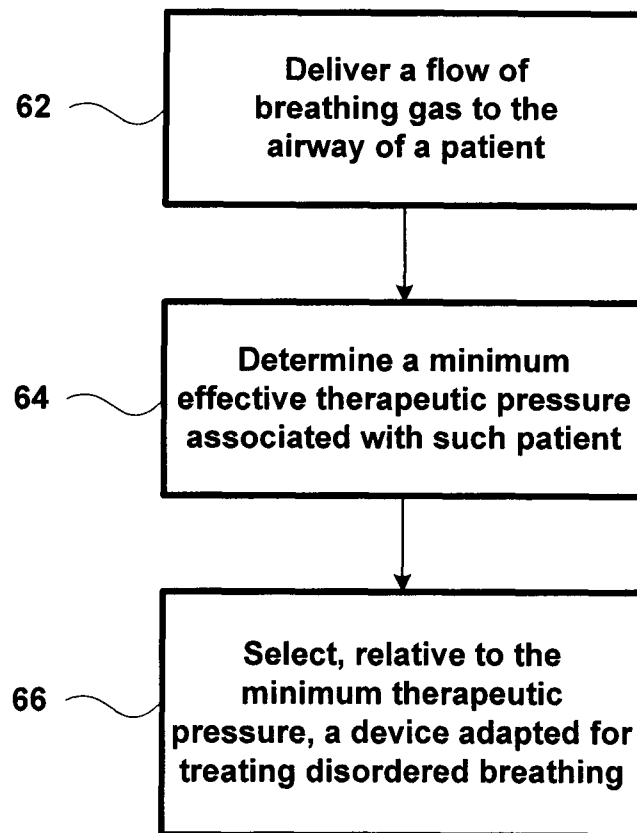 Deliver a flow of
62
breathing gas to the
airway of a patient
Determine a minimum
64
effective therapeutic pressure
associated with such patient
Select, relative to the
minimum therapeutic
66
pressure, a device adapted for
treating disordered breathing